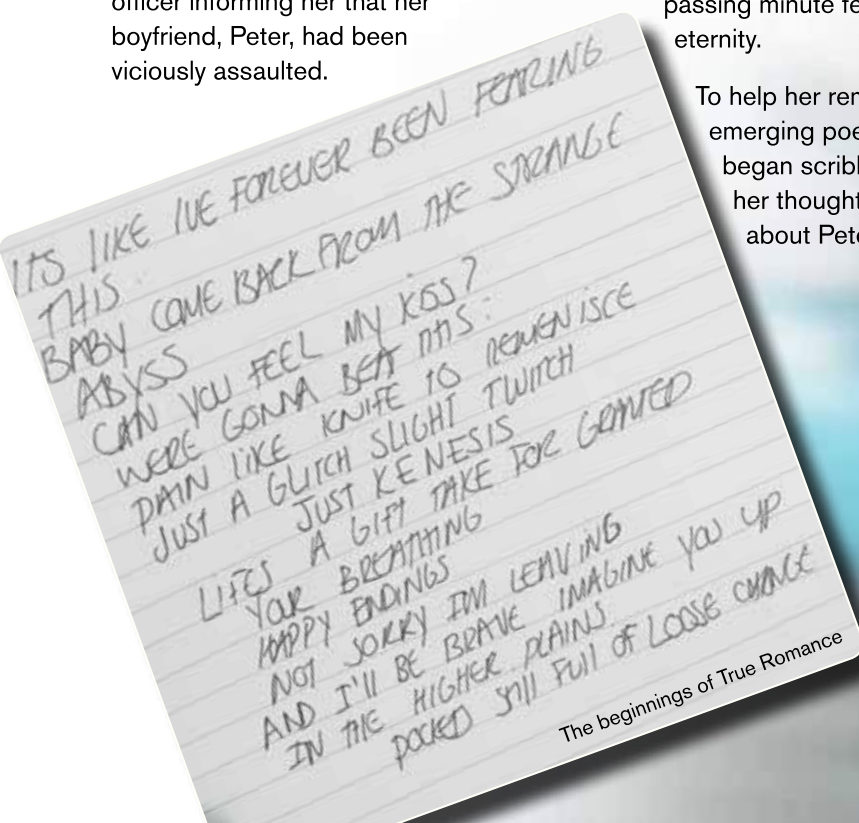 officer informing her that her
boyfriend, Peter, had been
viciously assaulted.
passing minute fe
eternity.
To help her rem
emerging poe
began scribb
her thought
about Pete
ITS LIKE IVE FOREVER BEEN FEARING
THIS
BABY COME BACK FROM THE STRANGE
ABYSS
CAN YOU FEEL MY KISS?
WERE GONNA BEAT THIS:
PAIN LIKE KNIFE TO REMENISCE
JUST A GLITCH SLIGHT TWITCH
JUST KENESIS
LIFES A GIFT TAKE FOR GRANTED
YOUR BREATHING
HAPPY ENDINGS
NOT SORRY IM LEAVING
AND I'll BE BRAVE IMAGINE YOU UP
IN THE HIGHER PLAINS
POCKED STILL FULL OF LOOSE CHANGE
The beginnings of True Romance